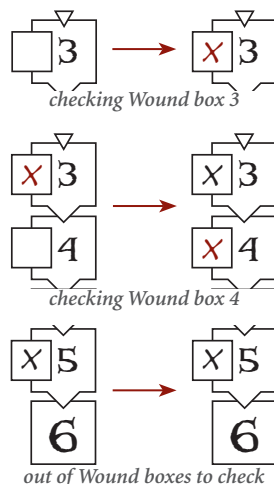 3 X 3
checking Wound box 3
X 3 X 3
4 X 4
checking Wound box 4
X 5 X 5
6 6
out of Wound boxes to check